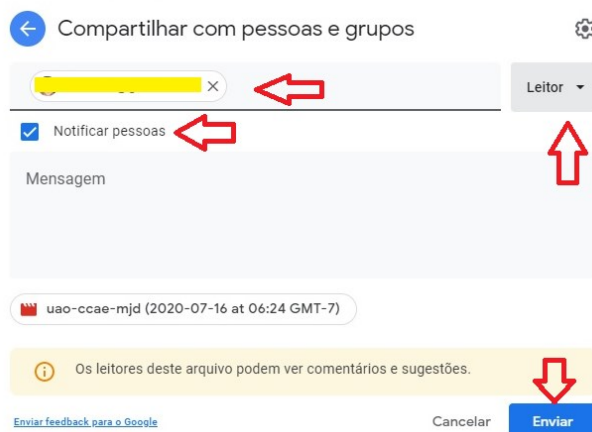 Compartilhar com pessoas e grupos
Leitor
Notificar pessoas
Mensagem
uao-ccae-mjd (2020-07-16 at 06:24 GMT-7)
Os leitores deste arquivo podem ver comentários e sugestões.
Enviar feedback para o Google
Cancelar
Enviar